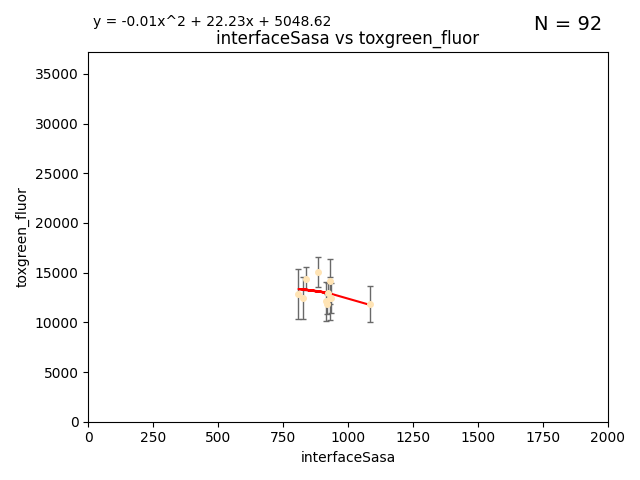 y = -0.01x^2 + 22.23x + 5048.62
N = 92
interfaceSasa vs toxgreen_fluor
35000
30000
25000
20000
15000
10000
5000
0
toxgreen_fluor
0 250 500 750 1000 1250 1500 1750 2000
interfaceSasa